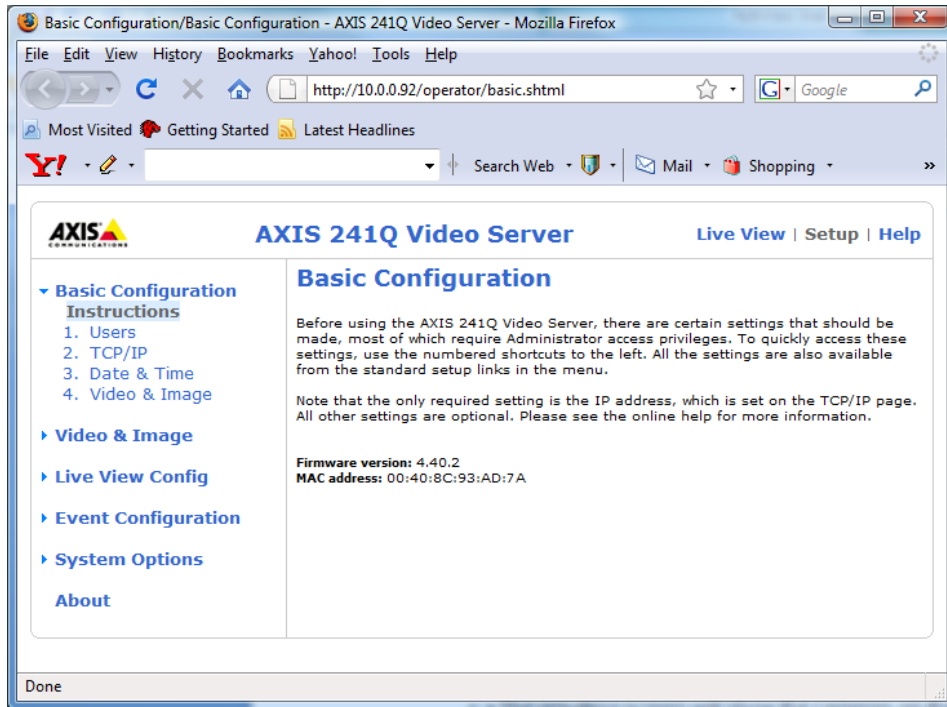 Basic Configuration/Basic Configuration - AXIS 241Q Video Server - Mozilla Firefox
File Edit View History Bookmarks Yahoo! Tools Help
http://10.0.0.92/operator/basic.shtml
G Google
Most Visited Getting Started Latest Headlines
Y! Search Web Mail Shopping »
AXIS COMMUNICATIONS
AXIS 241Q Video Server
Live View | Setup | Help
Basic Configuration
Instructions
1. Users
2. TCP/IP
3. Date & Time
4. Video & Image
Video & Image
Live View Config
Event Configuration
System Options
About
Basic Configuration
Before using the AXIS 241Q Video Server, there are certain settings that should be
made, most of which require Administrator access privileges. To quickly access these
settings, use the numbered shortcuts to the left. All the settings are also available
from the standard setup links in the menu.
Note that the only required setting is the IP address, which is set on the TCP/IP page.
All other settings are optional. Please see the online help for more information.
Firmware version: 4.40.2
MAC address: 00:40:8C:93:AD:7A
Done